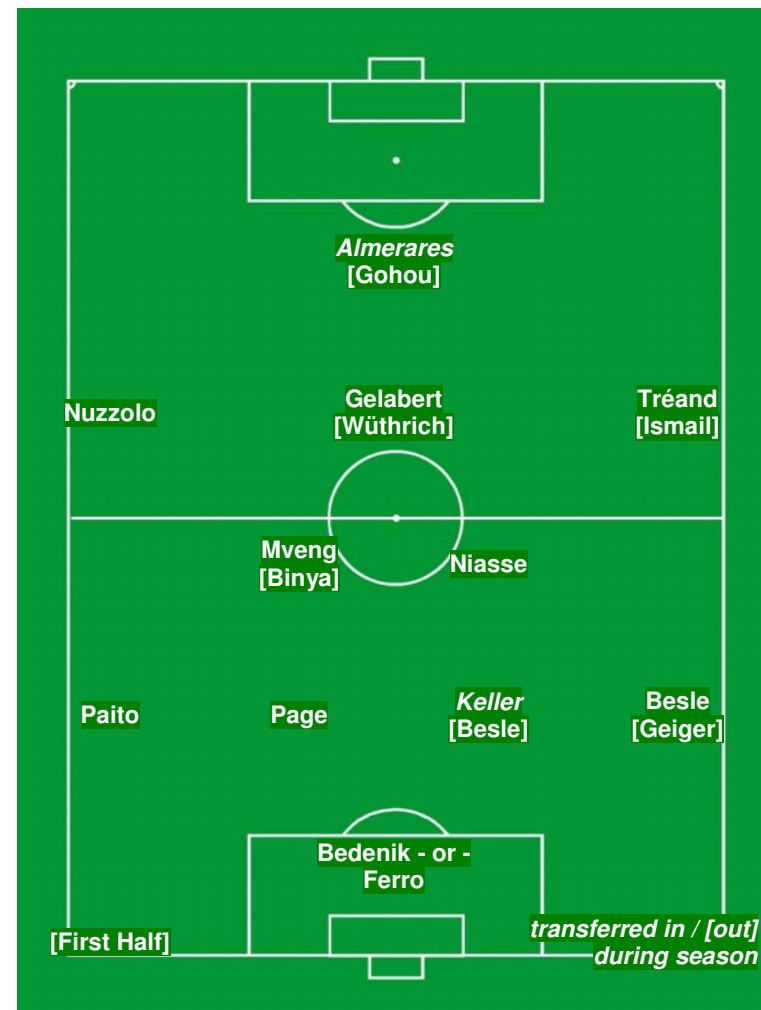 Almerares
[Gohou]
Nuzzolo
Gelabert
[Wüthrich]
Tréand
[Ismail]
Mveng
[Binya]
Niasse
Paito
Page
Keller
[Besle]
Besle
[Geiger]
Bedenik - or -
Ferro
[First Half]
transferred in / [out]
during season